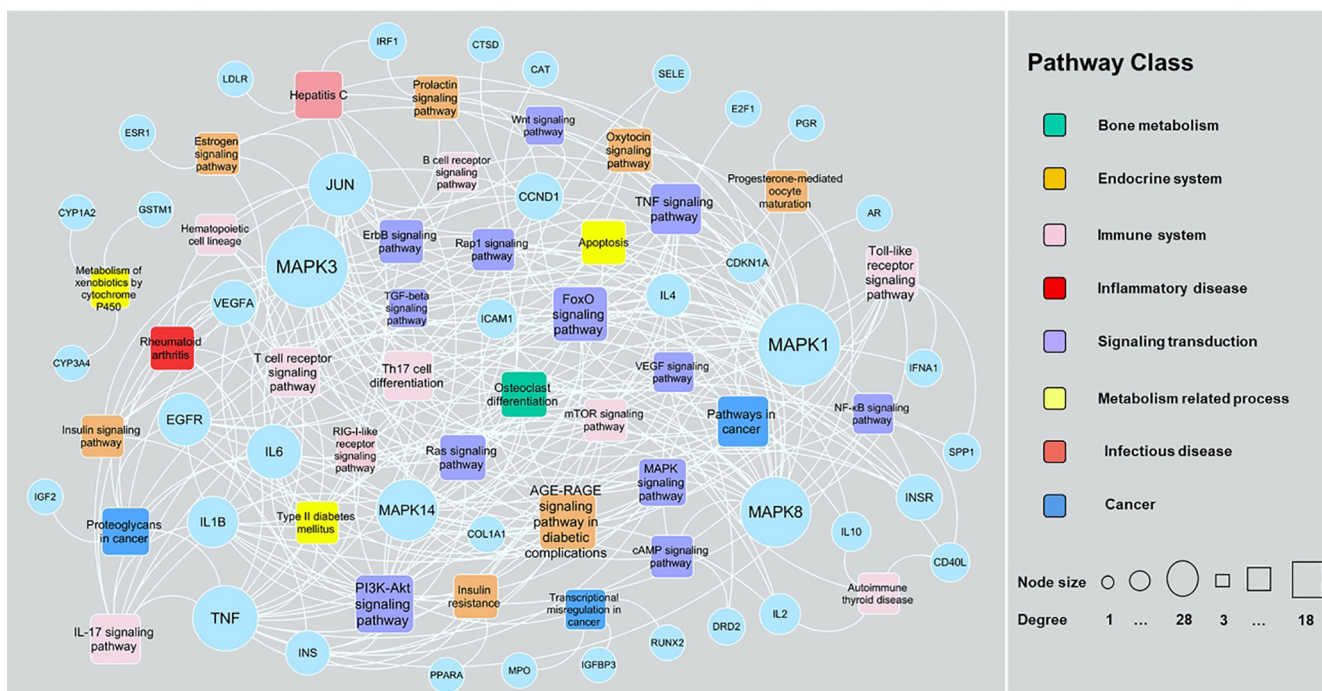 IRF1
CTSD
LDLR
Hepatitis C
Prolactin
signaling
pathway
CAT
SELE
E2F1
PGR
ESR1
Estrogen
signaling
pathway
Wnt signaling
pathway
Oxytocin
signaling
pathway
B cell receptor
signaling
pathway
Progesterone-mediated
oocyte
maturation
JUN
CCND1
TNF signaling
pathway
CYP1A2
GSTM1
AR
Hematopoietic
cell lineage
ErbB signaling
pathway
Rap1 signaling
pathway
Apoptosis
Toll-like
receptor
signaling
pathway
MAPK3
CDKN1A
Metabolism of
xenobiotics by
cytochrome
P450
VEGFA
TGF-beta
signaling
pathway
ICAM1
FoxO
signaling
pathway
IL4
MAPK1
Rheumatoid
arthritis
CYP3A4
T cell receptor
signaling
pathway
Th17 cell
differentiation
VEGF signaling
pathway
IFNA1
Osteoclast
differentiation
EGFR
Insulin signaling
pathway
mTOR signaling
pathway
Pathways
in cancer
NF-κB signaling
pathway
IL6
RIG-I-like
receptor
signaling
pathway
Ras signaling
pathway
SPP1
MAPK
signaling
pathway
IGF2
Proteoglycans
in cancer
IL1B
Type II diabetes
mellitus
MAPK14
AGE-RAGE
signaling
pathway in
diabetic
complications
MAPK8
INSR
COL1A1
IL10
cAMP signaling
pathway
CD40L
PI3K-Akt
signaling
pathway
Insulin
resistance
Transcriptional
misregulation in
cancer
Autoimmune
thyroid disease
TNF
IL2
IL-17 signaling
pathway
DRD2
RUNX2
INS
PPARA
MPO
IGFBP3
Pathway Class
Bone metabolism
Endocrine system
Immune system
Inflammatory disease
Signaling transduction
Metabolism related process
Infectious disease
Cancer
Node size
Degree 1 ... 28 3 ... 18